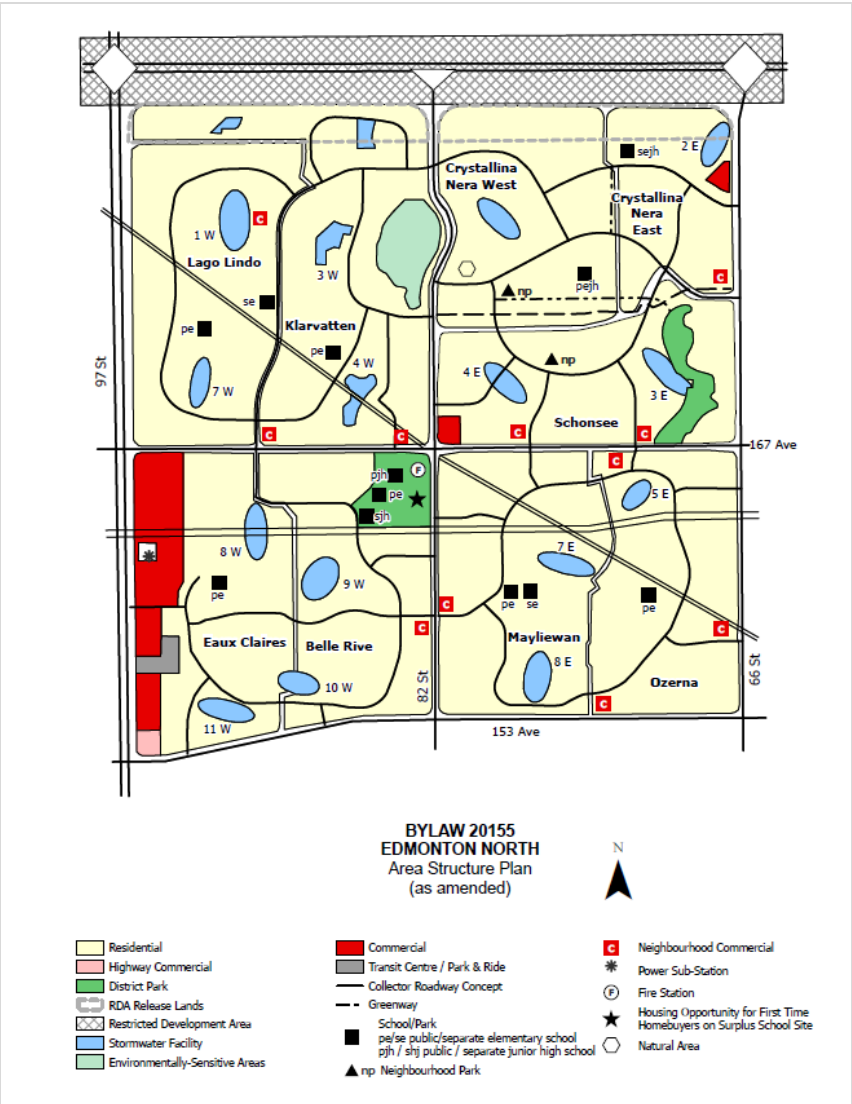 Crystallina
Nera West
sejh
2 E
Crystallina
Nera
East
C
1 W
Lago Lindo
3 W
pejh
C
np
se
Klarvatten
pe
pe
4 W
np
97 St
7 W
4 E
3 E
Schonsee
C
C
C
C
167 Ave
C
pjh
F
pe
sjh
5 E
8 W
7 E
9 W
pe
pe
se
pe
C
C
C
Eaux Claires
Belle Rive
Mayliewan
8 E
66 St
82 St
Ozerna
10 W
C
11 W
153 Ave
BYLAW 20155
EDMONTON NORTH
Area Structure Plan
(as amended)
N
Residential
Highway Commercial
District Park
RDA Release Lands
Restricted Development Area
Stormwater Facility
Environmentally-Sensitive Areas
Commercial
Transit Centre / Park & Ride
Collector Roadway Concept
Greenway
School/Park
pe/se public/separate elementary school
pjh / shj public / separate junior high school
np Neighbourhood Park
C Neighbourhood Commercial
Power Sub-Station
F Fire Station
Housing Opportunity for First Time
Homebuyers on Surplus School Site
Natural Area